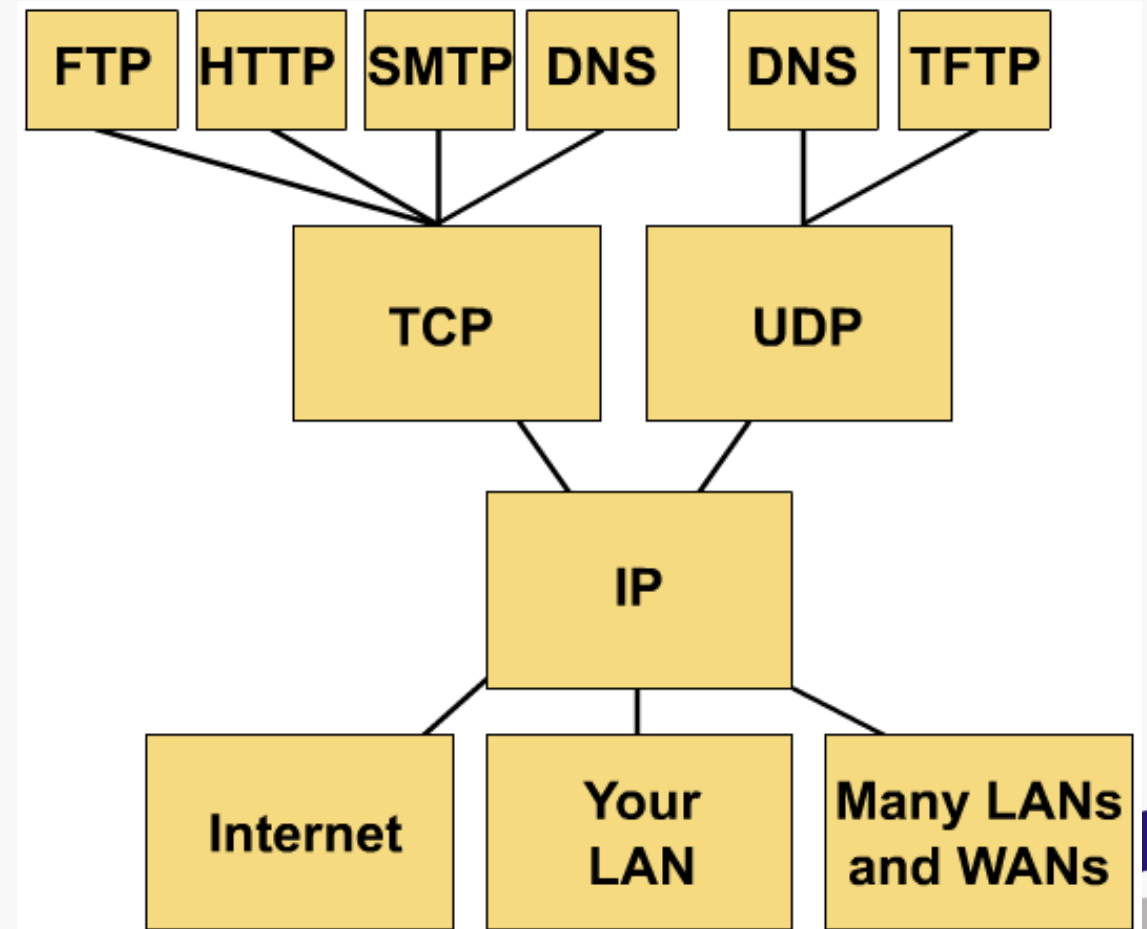 FTP HTTP SMTP DNS DNS TFTP
TCP UDP
IP
Internet
Your
LAN
Many LANs
and WANs